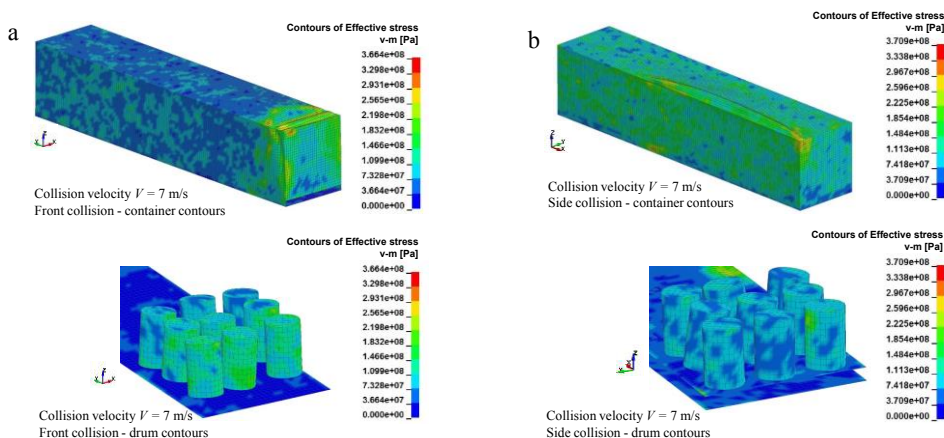 a
Contours of Effective stress
v-m [Pa]
3.664e+08
3.298e+08
2.931e+08
2.565e+08
2.198e+08
1.832e+08
1.466e+08
1.099e+08
7.328e+07
3.664e+07
0.000e+00
Collision velocity V = 7 m/s
Front collision - container contours
b
Contours of Effective stress
v-m [Pa]
3.709e+08
3.338e+08
2.967e+08
2.596e+08
2.225e+08
1.854e+08
1.484e+08
1.113e+08
7.418e+07
3.709e+07
0.000e+00
Collision velocity V = 7 m/s
Side collision - container contours
Contours of Effective stress
v-m [Pa]
3.664e+08
3.298e+08
2.931e+08
2.565e+08
2.198e+08
1.832e+08
1.466e+08
1.099e+08
7.328e+07
3.664e+07
0.000e+00
Collision velocity V = 7 m/s
Front collision - drum contours
Contours of Effective stress
v-m [Pa]
3.709e+08
3.338e+08
2.967e+08
2.596e+08
2.225e+08
1.854e+08
1.484e+08
1.113e+08
7.418e+07
3.709e+07
0.000e+00
Collision velocity V = 7 m/s
Side collision - drum contours